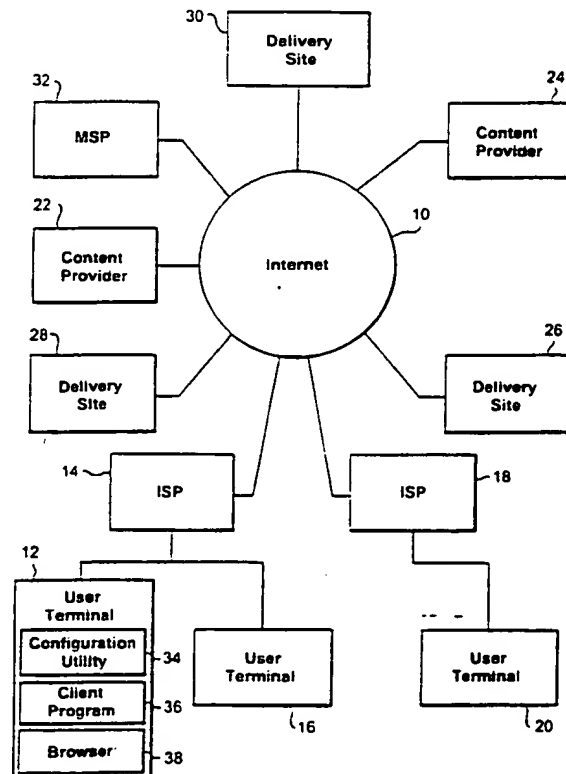 30
Delivery
Site
32
MSP
24
Content
Provider
22
Content
Provider
10
Internet
28
Delivery
Site
26
Delivery
Site
14
ISP
ISP
18
12
User
Terminal
Configuration
Utility
34
Client
Program
36
Browser
38
User
Terminal
16
User
Terminal
20